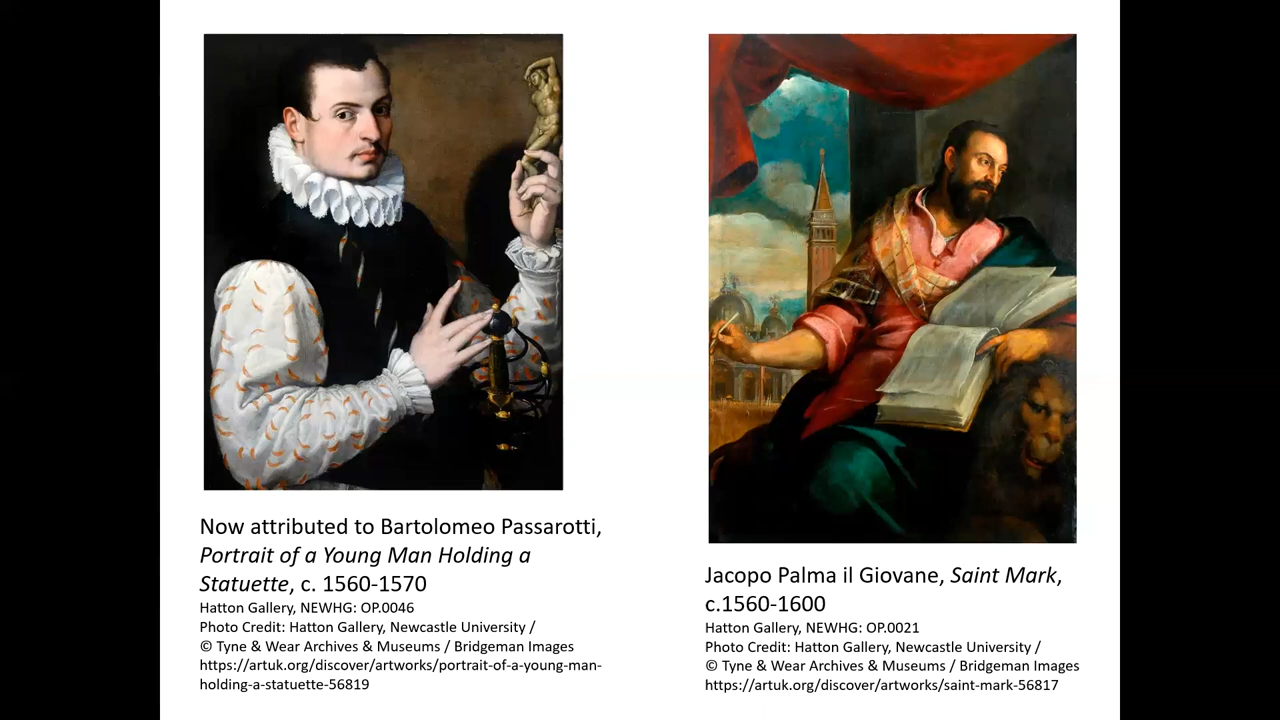 Now attributed to Bartolomeo Passarotti,
Portrait of a Young Man Holding a
Statuette, c. 1560-1570
Hatton Gallery, NEWHG: OP.0046
Photo Credit: Hatton Gallery, Newcastle University /
© Tyne & Wear Archives & Museums / Bridgeman Images
https://artuk.org/discover/artworks/portrait-of-a-young-man-
holding-a-statuette-56819
Jacopo Palma il Giovane, Saint Mark,
c.1560-1600
Hatton Gallery, NEWHG: OP.0021
Photo Credit: Hatton Gallery, Newcastle University /
© Tyne & Wear Archives & Museums / Bridgeman Images
https://artuk.org/discover/artworks/saint-mark-56817